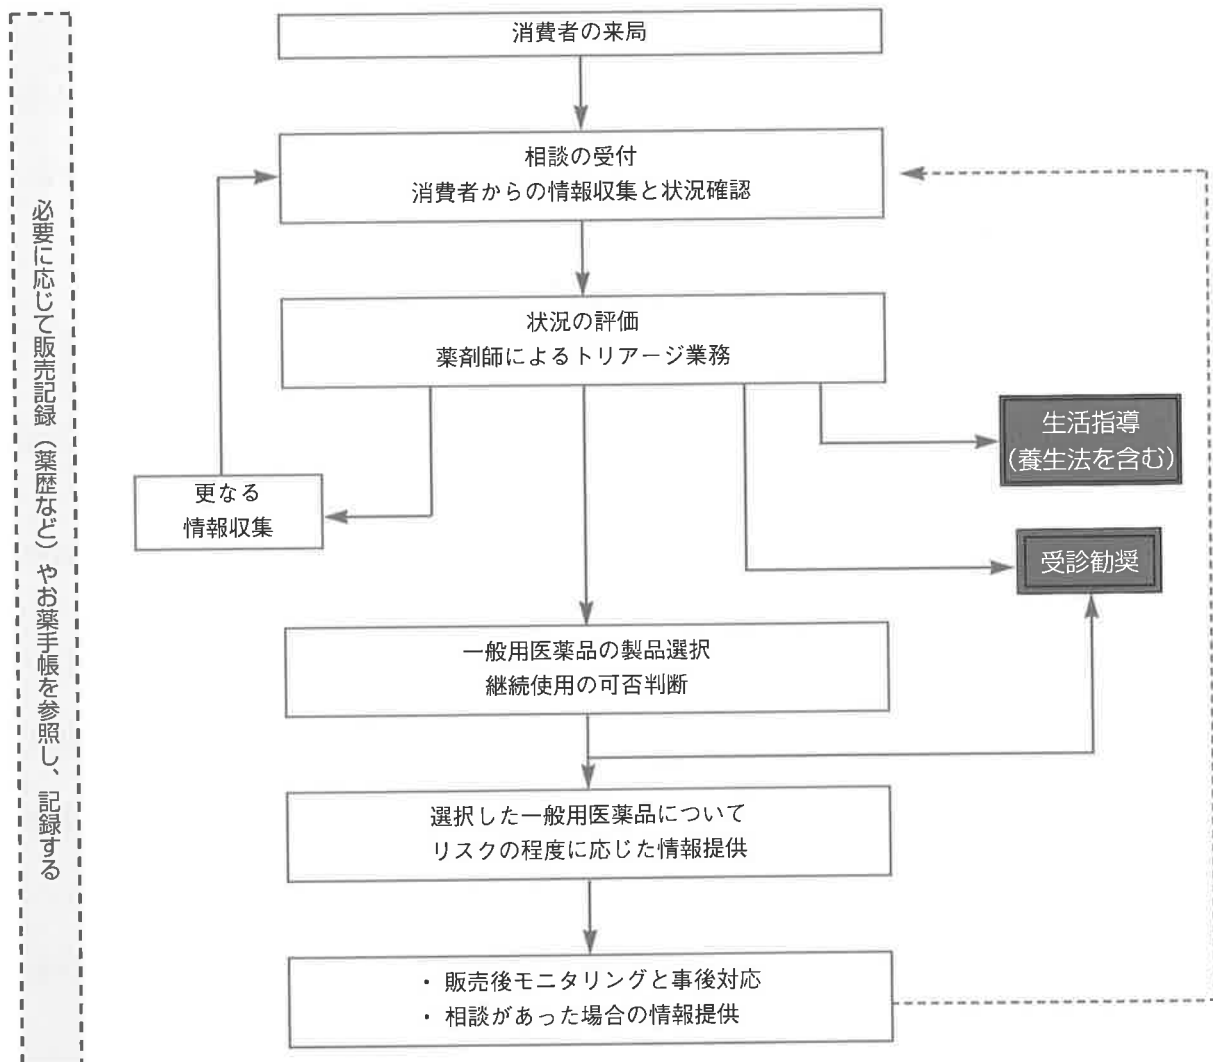 必要に応じて販売記録（薬歴など）やお薬手帳を参照し、記録する
消費者の来局
相談の受付
消費者からの情報収集と状況確認
状況の評価
薬剤師によるトリアージ業務
生活指導
（養生法を含む）
更なる
情報収集
受診勧奨
一般用医薬品の製品選択
継続使用の可否判断
選択した一般用医薬品について
リスクの程度に応じた情報提供
・ 販売後モニタリングと事後対応
・ 相談があった場合の情報提供